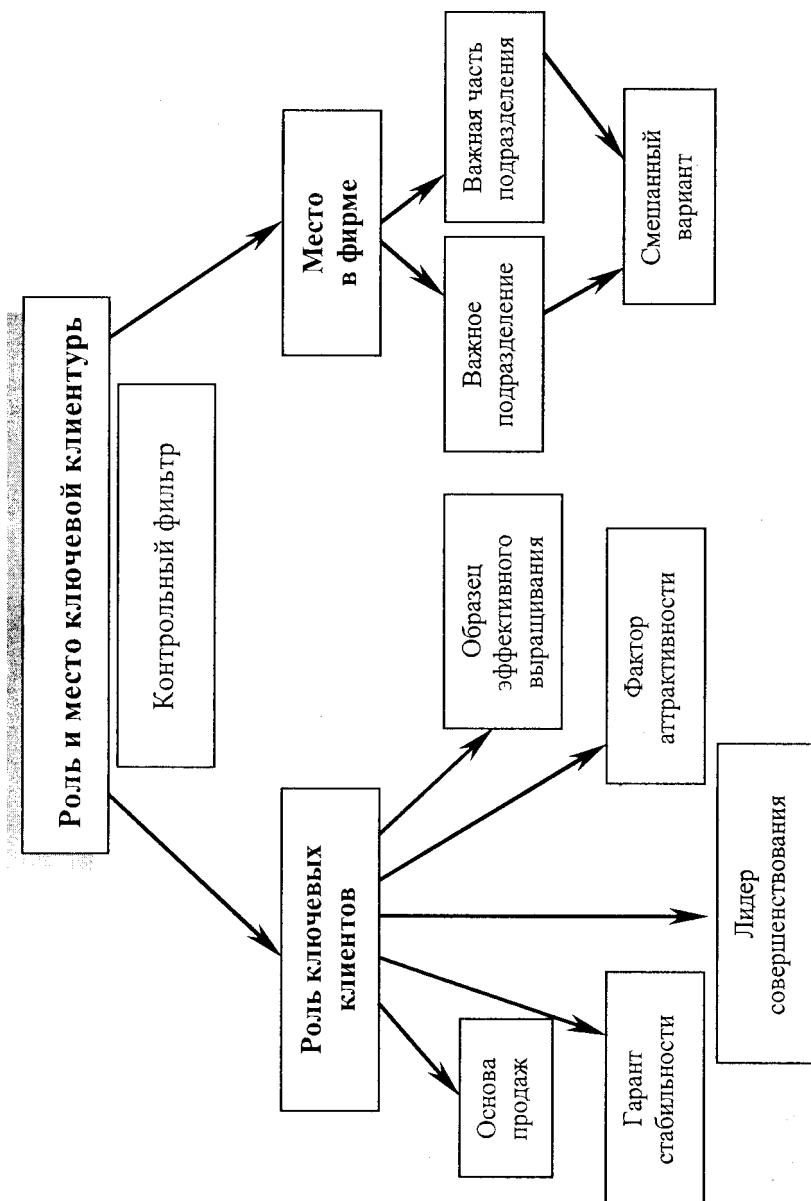 Роль и место ключевой клиентурь
Контрольный фильтр
Роль ключевых
клиентов
Место
в фирме
Основа
продаж
Гарант
стабильности
Лидер
совершенствования
Фактор
аттрактивности
Образец
эффективного
выращивания
Важное
подразделение
Важная часть
подразделения
Смешанный
вариант